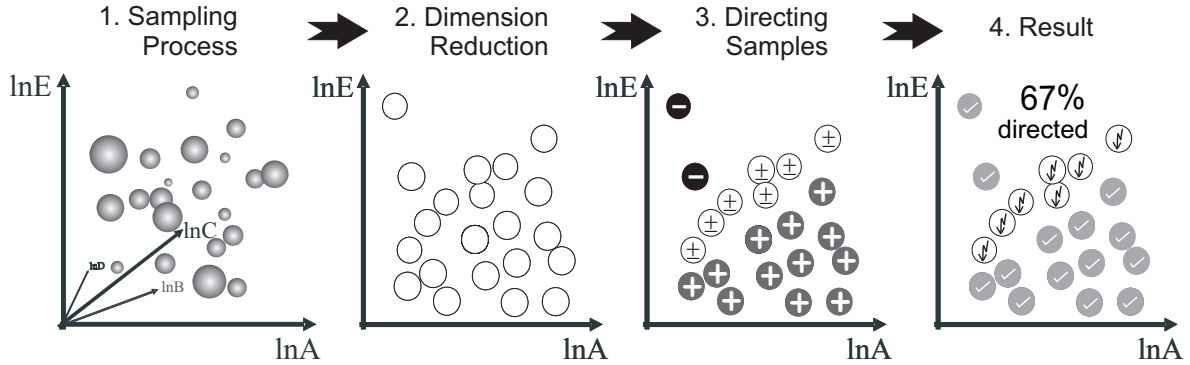 1. Sampling
Process
2. Dimension
Reduction
3. Directing
Samples
4. Result
lnE
lnC
lnD
lnB
lnA
lnE
lnA
lnE
lnA
lnE
67%
directed
lnA